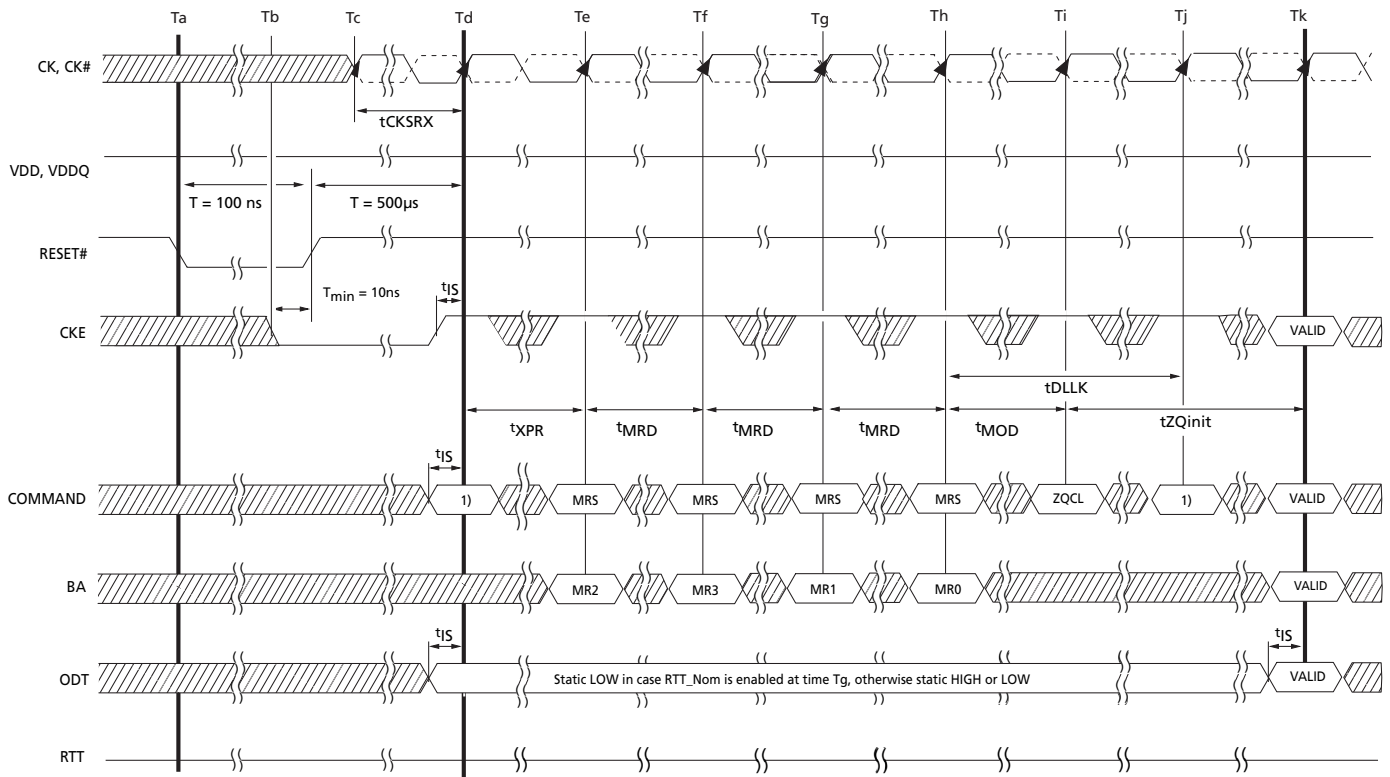 Ta Tb Tc Td Te Tf Tg Th Ti Tj Tk
CK, CK#
tCKSRX
VDD, VDDQ
T = 100 ns T = 500µs
RESET#
Tmin = 10ns tIS
CKE VALID
tDLLK
tXPR tMRD tMRD tMRD tMOD tZQinit
tIS
COMMAND 1) MRS MRS MRS MRS ZQCL 1) VALID
BA MR2 MR3 MR1 MR0 VALID
tIS tIS
ODT Static LOW in case RTT_Nom is enabled at time Tg, otherwise static HIGH or LOW VALID
RTT